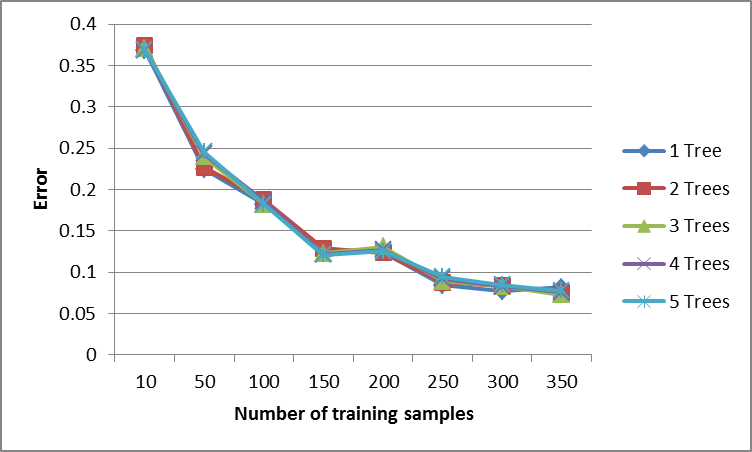 0.4
0.35
0.3
0.25
0.2
0.15
0.1
0.05
0
Error
10 50 100 150 200 250 300 350
Number of training samples
1 Tree
2 Trees
3 Trees
4 Trees
5 Trees